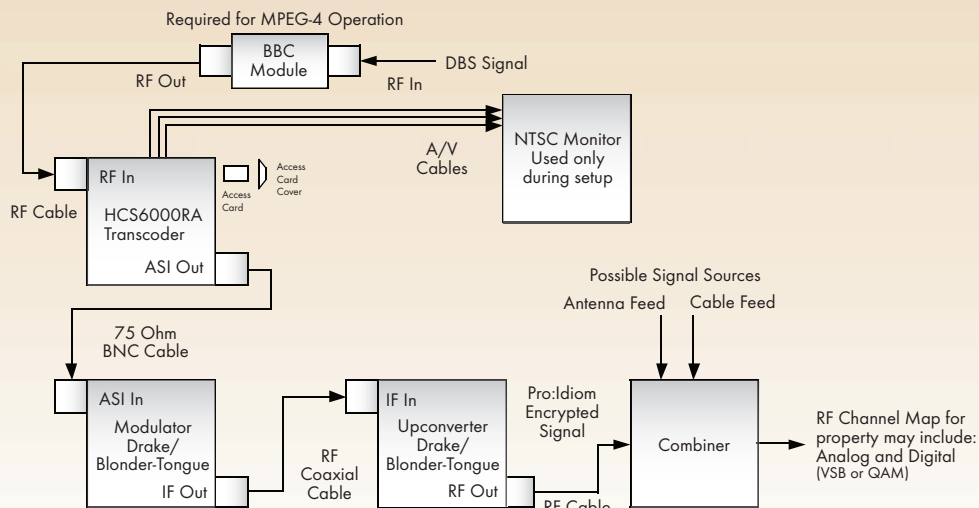 Required for MPEG-4 Operation
BBC
Module
DBS Signal
RF Out
RF In
A/V
Cables
NTSC Monitor
Used only
during setup
RF In
HCS6000RA
Transcoder
ASI Out
Access
Card
Access
Card
Cover
RF Cable
75 Ohm
BNC Cable
Possible Signal Sources
Antenna Feed
Cable Feed
ASI In
Modulator
Drake/
Blonder-Tongue
IF Out
RF
Coaxial
Cable
IF In
Upconverter
Drake/
Blonder-Tongue
RF Out
Pro:Idiom
Encrypted
Signal
RF Cable
Combiner
RF Channel Map for
property may include:
Analog and Digital
(VSB or QAM)